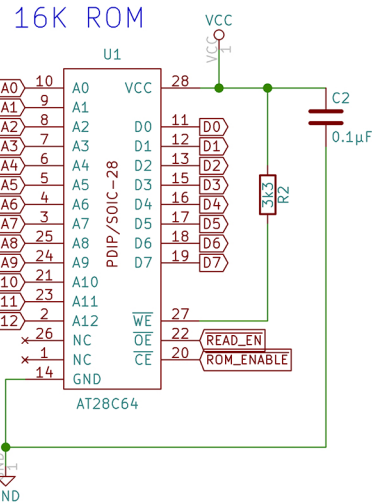 16K ROM
VCC
VCC
1
U1
A0 10 A0 VCC 28
A1 9 A1
A2 8 A2 D0 11 D0
A3 7 A3 D1 12 D1
A4 6 A4 D2 13 D2
A5 5 A5 D3 15 D3
A6 4 A6 D4 16 D4
A7 3 A7 D5 17 D5
A8 25 A8 D6 18 D6
A9 24 A9 D7 19 D7
10 21 A10
11 23 A11
12 2 A12 WE 27
26 NC OE 22 READ_EN
1 NC CE 20 ROM_ENABLE
14 GND
PDIP/SOIC-28
AT28C64
3k3
R2
C2
0.1µF
1
ND